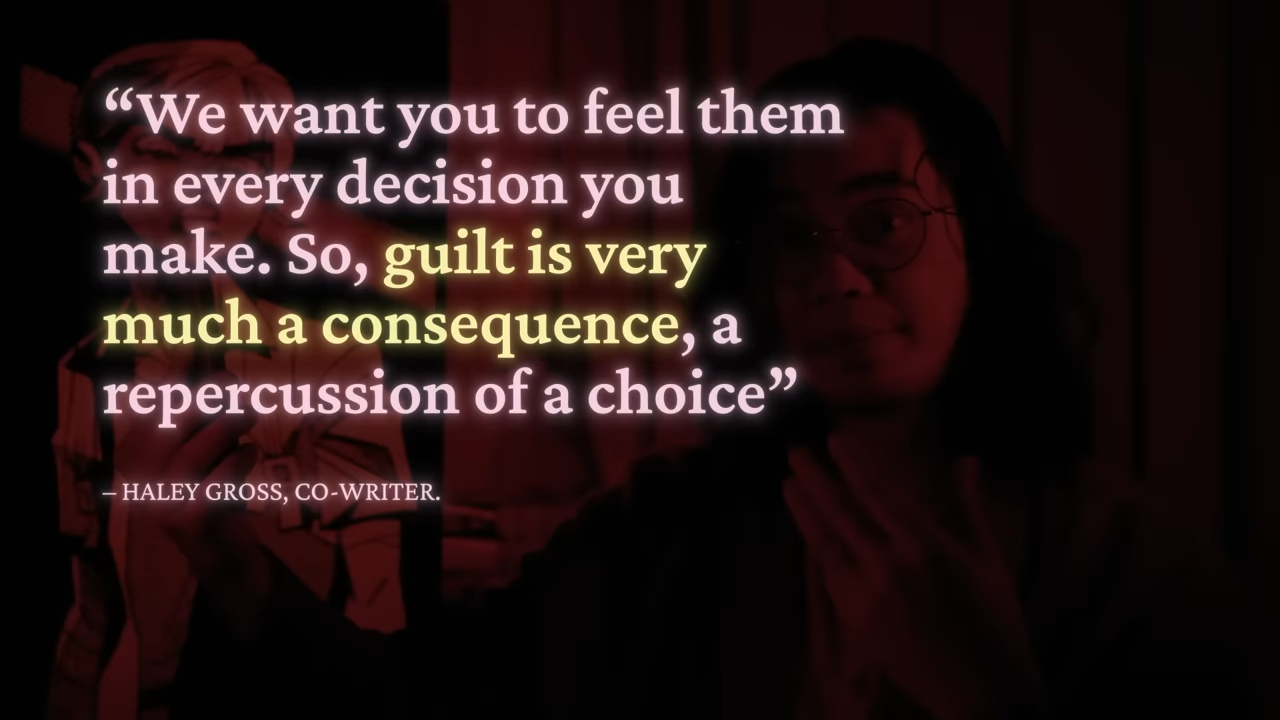 “We want you to feel them
in every decision you
make. So, guilt is very
much a consequence, a
repercussion of a choice”
– HALEY GROSS, CO-WRITER.